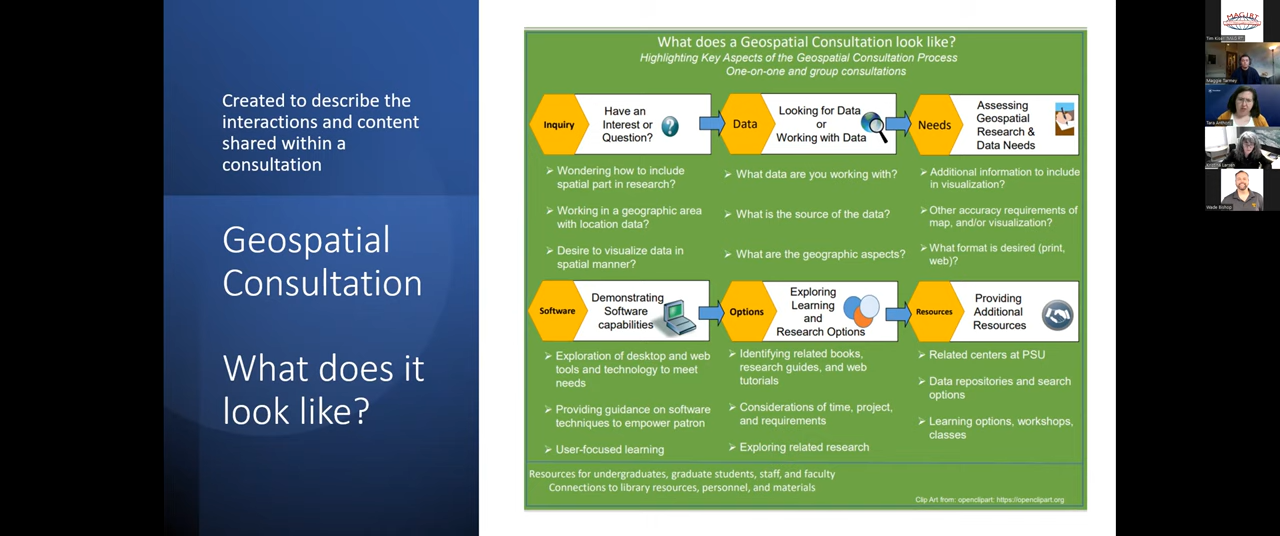 Created to describe the
interactions and content
shared within a
consultation
Geospatial
Consultation
What does it
look like?
What does a Geospatial Consultation look like?
Highlighting Key Aspects of the Geospatial Consultation Process
One-on-one and group consultations
Inquiry
Have an
Interest or
Question?
Data
Looking for Data
or
Working with Data
Needs
Assessing
Geospatial
Research &
Data Needs
➢ Wondering how to include
spatial part in research?
➢ Working in a geographic area
with location data?
➢ Desire to visualize data in
spatial manner?
➢ What data are you working with?
➢ What is the source of the data?
➢ What are the geographic aspects?
➢ Additional information to include
in visualization?
➢ Other accuracy requirements of
map, and/or visualization?
➢ What format is desired (print,
web)?
Software
Demonstrating
Software
capabilities
Options
Exploring
Learning
and
Research Options
Resources
Providing
Additional
Resources
➢ Exploration of desktop and web
tools and technology to meet
needs
➢ Providing guidance on software
techniques to empower patron
➢ User-focused learning
➢ Identifying related books,
research guides, and web
tutorials
➢ Considerations of time, project,
and requirements
➢ Exploring related research
➢ Related centers at PSU
➢ Data repositories and search
options
➢ Learning options, workshops,
classes
Resources for undergraduates, graduate students, staff, and faculty
Connections to library resources, personnel, and materials
Clip Art from: openclipart: https://openclipart.org
MAGIRT
Maggie Tarmey
Tara Anthony
Wade Bishop